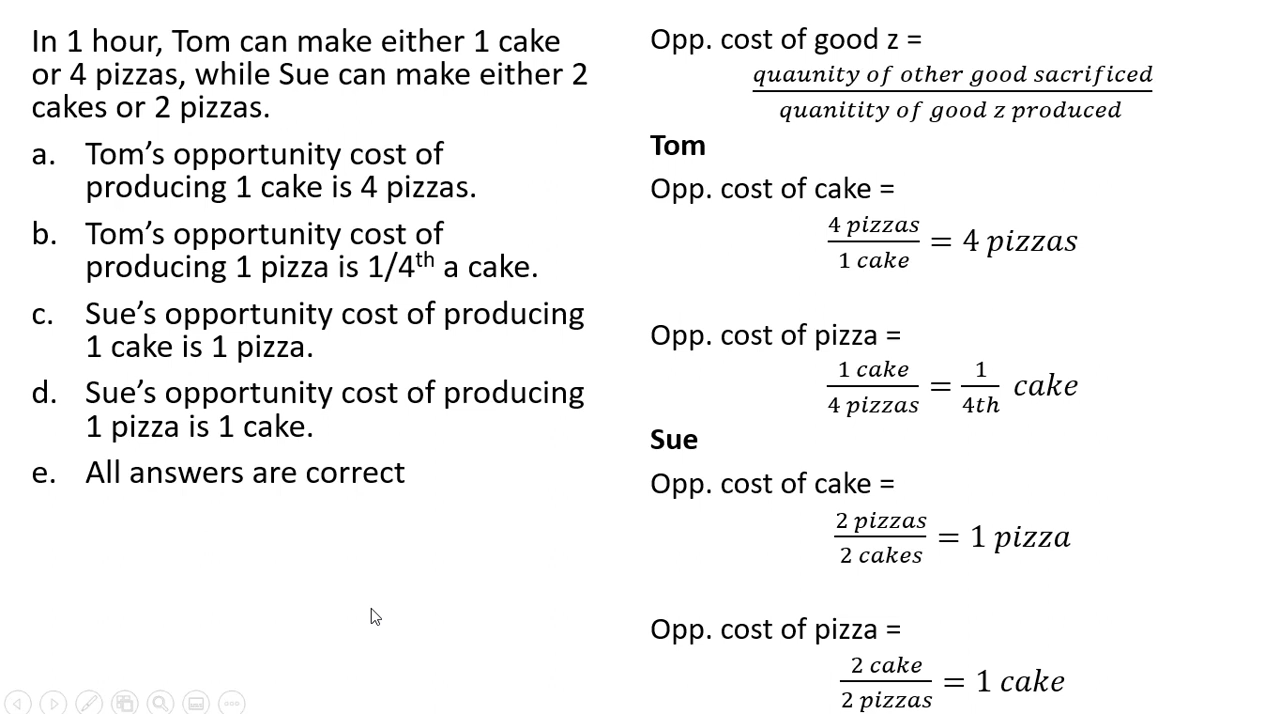 In 1 hour, Tom can make either 1 cake
or 4 pizzas, while Sue can make either 2
cakes or 2 pizzas.
a. Tom’s opportunity cost of
producing 1 cake is 4 pizzas.
b. Tom’s opportunity cost of
producing 1 pizza is 1/4th a cake.
c. Sue’s opportunity cost of producing
1 cake is 1 pizza.
d. Sue’s opportunity cost of producing
1 pizza is 1 cake.
e. All answers are correct
Opp. cost of good z =
quaunity of other good sacrificed
quanitity of good z produced
Tom
Opp. cost of cake =
4 pizzas
1 cake
= 4 pizzas
Opp. cost of pizza =
1 cake
4 pizzas
= 1
4th
cake
Sue
Opp. cost of cake =
2 pizzas
2 cakes
= 1 pizza
Opp. cost of pizza =
2 cake
2 pizzas
= 1 cake